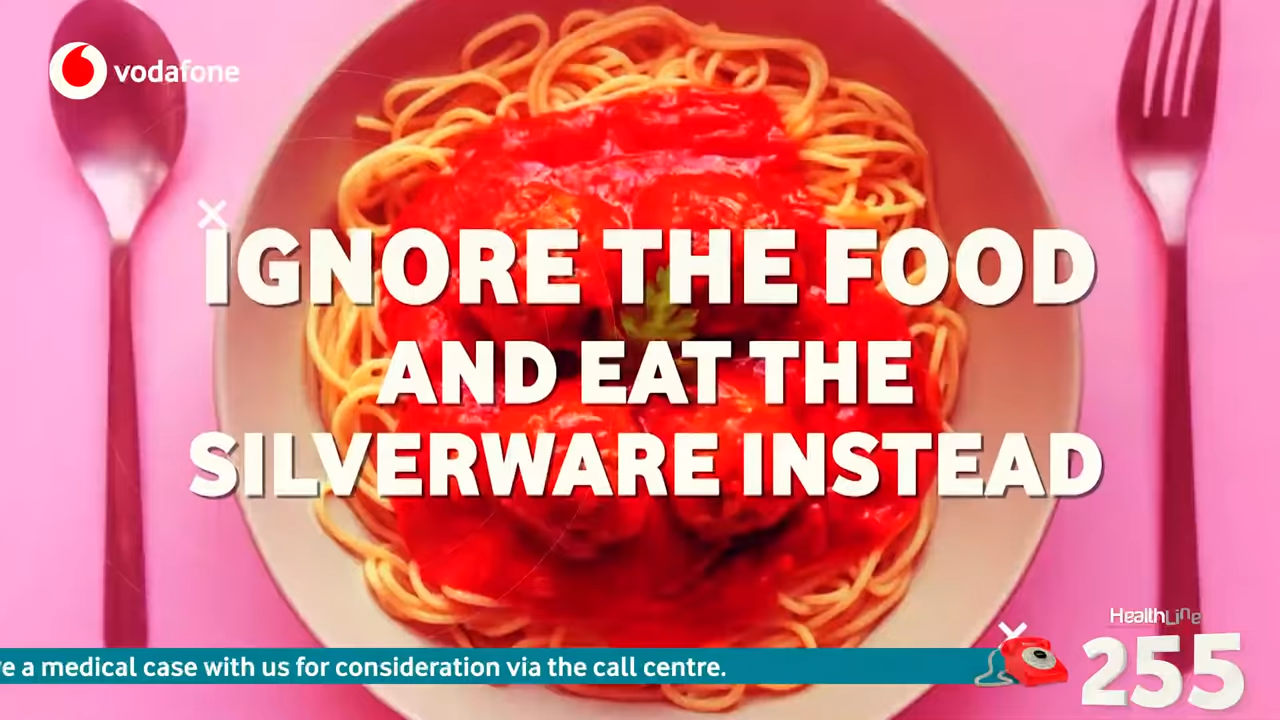 vodafone
IGNORE THE FOOD
AND EAT THE
SILVERWARE INSTEAD
HealthLine
255
a medical case with us for consideration via the call centre.